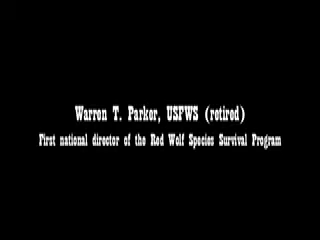 Warren T. Parker, USFWS (retired)
First national director of the Red Wolf Species Survival Program